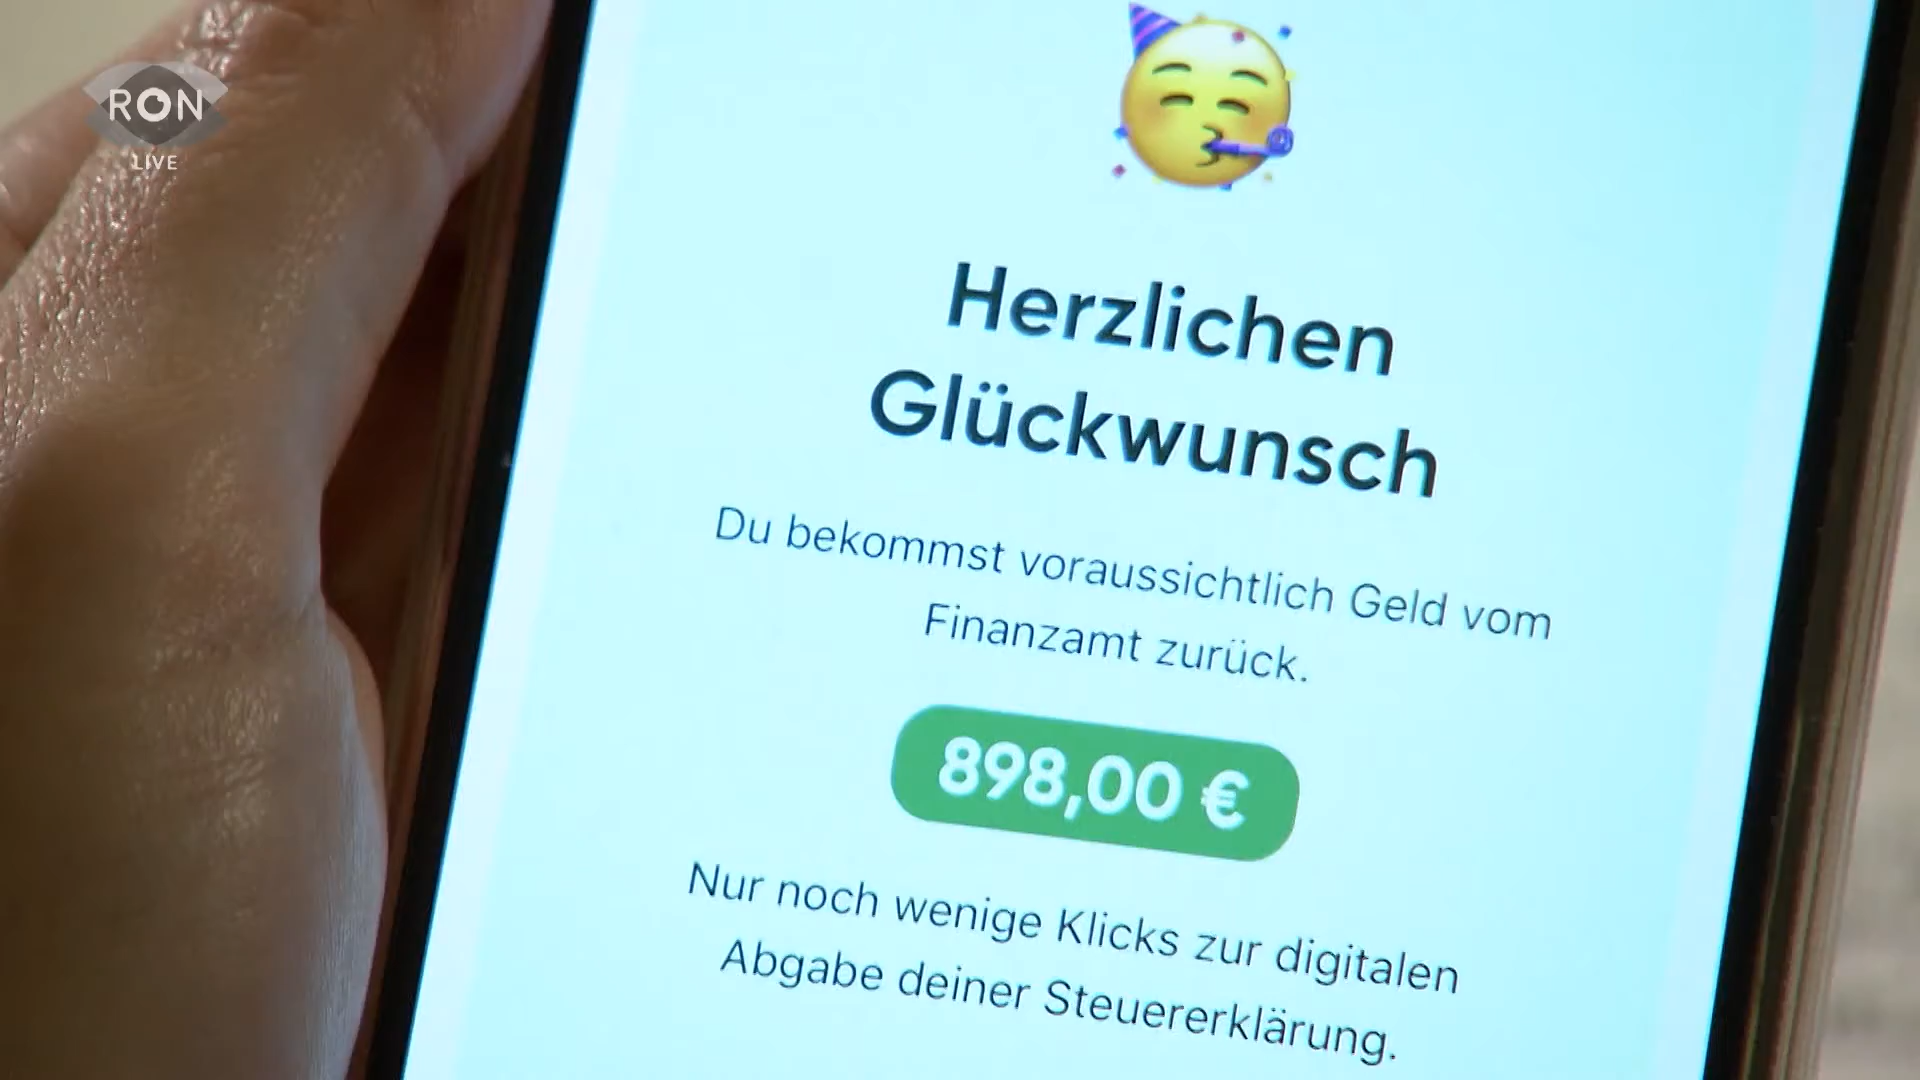 RON
LIVE
Herzlichen
Glückwunsch
Du bekommst voraussichtlich Geld vom
Finanzamt zurück.
898,00 €
Nur noch wenige Klicks zur digitalen
Abgabe deiner Steuererklärung.